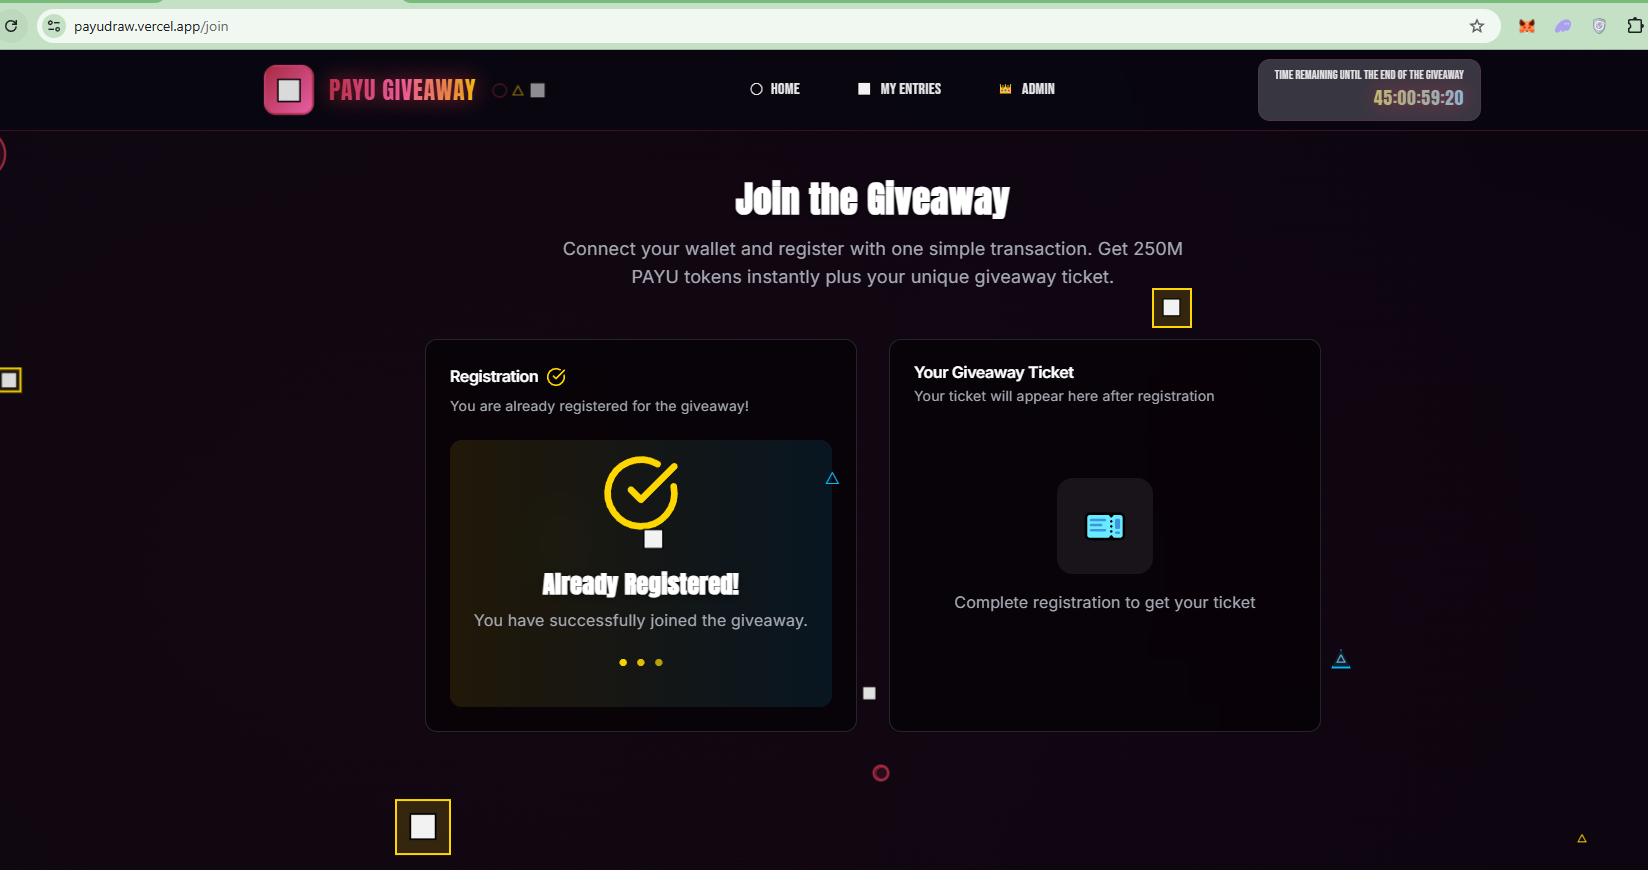 payudraw.vercel.app/join
PAYU GIVEAWAY
HOME
MY ENTRIES
ADMIN
TIME REMAINING UNTIL THE END OF THE GIVEAWAY
45:00:59:20
Join the Giveaway
Connect your wallet and register with one simple transaction. Get 250M
PAYU tokens instantly plus your unique giveaway ticket.
Registration
You are already registered for the giveaway!
Already Registered!
You have successfully joined the giveaway.
Your Giveaway Ticket
Your ticket will appear here after registration
Complete registration to get your ticket